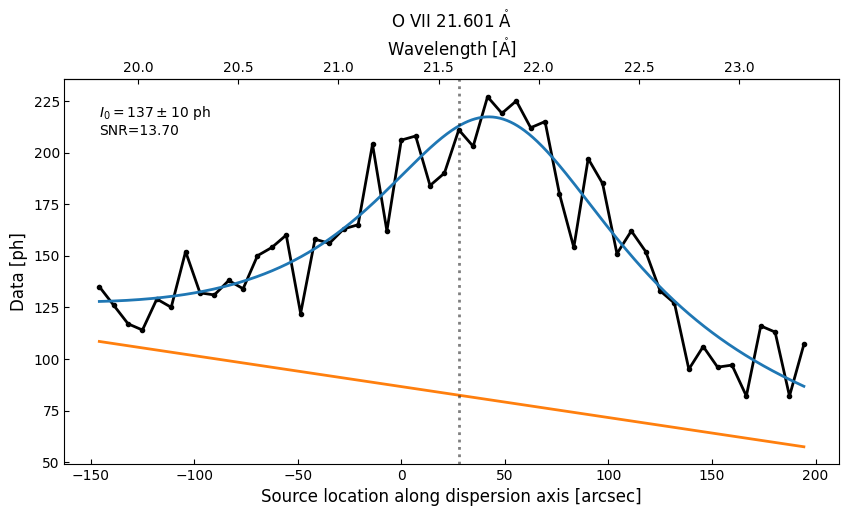 O VII 21.601 Å
Wavelength [Å]
20.0 20.5 21.0 21.5 22.0 22.5 23.0
I₀ = 137 ± 10 ph
SNR=13.70
225
200
175
150
125
100
75
50
Data [ph]
−150 −100 −50 0 50 100 150 200
Source location along dispersion axis [arcsec]